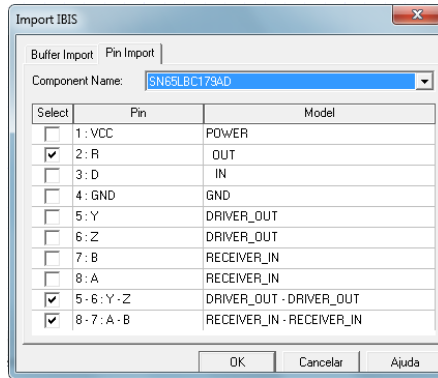 Import IBIS
Buffer Import Pin Import
Component Name: SN65LBC179AD
Select Pin Model
1 : VCC POWER
2 : R OUT
3 : D IN
4 : GND GND
5 : Y DRIVER_OUT
6 : Z DRIVER_OUT
7 : B RECEIVER_IN
8 : A RECEIVER_IN
5 - 6 : Y - Z DRIVER_OUT - DRIVER_OUT
8 - 7 : A - B RECEIVER_IN - RECEIVER_IN
OK Cancelar Ajuda